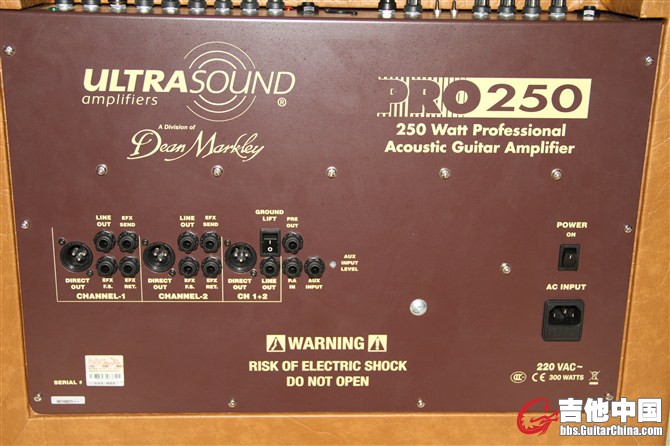 ULTRASOUND
amplifiers ®
A Division of
Dean Markley
PRO250
250 Watt Professional
Acoustic Guitar Amplifier
LINE OUT EFX SEND
LINE OUT EFX SEND
GROUND LIFT PRE OUT
I
O
DIRECT OUT EFX F.S. EFX RET.
DIRECT OUT EFX F.S. EFX RET.
DIRECT OUT LINE OUT P.A IN AUX INPUT
AUX INPUT LEVEL
CHANNEL-1 CHANNEL-2 CH 1+2
POWER
ON
AC INPUT
WARNING
RISK OF ELECTRIC SHOCK
DO NOT OPEN
SERIAL #
220 VAC~
CCC CE 300 WATTS
吉他中国
bbs.GuitarChina.com